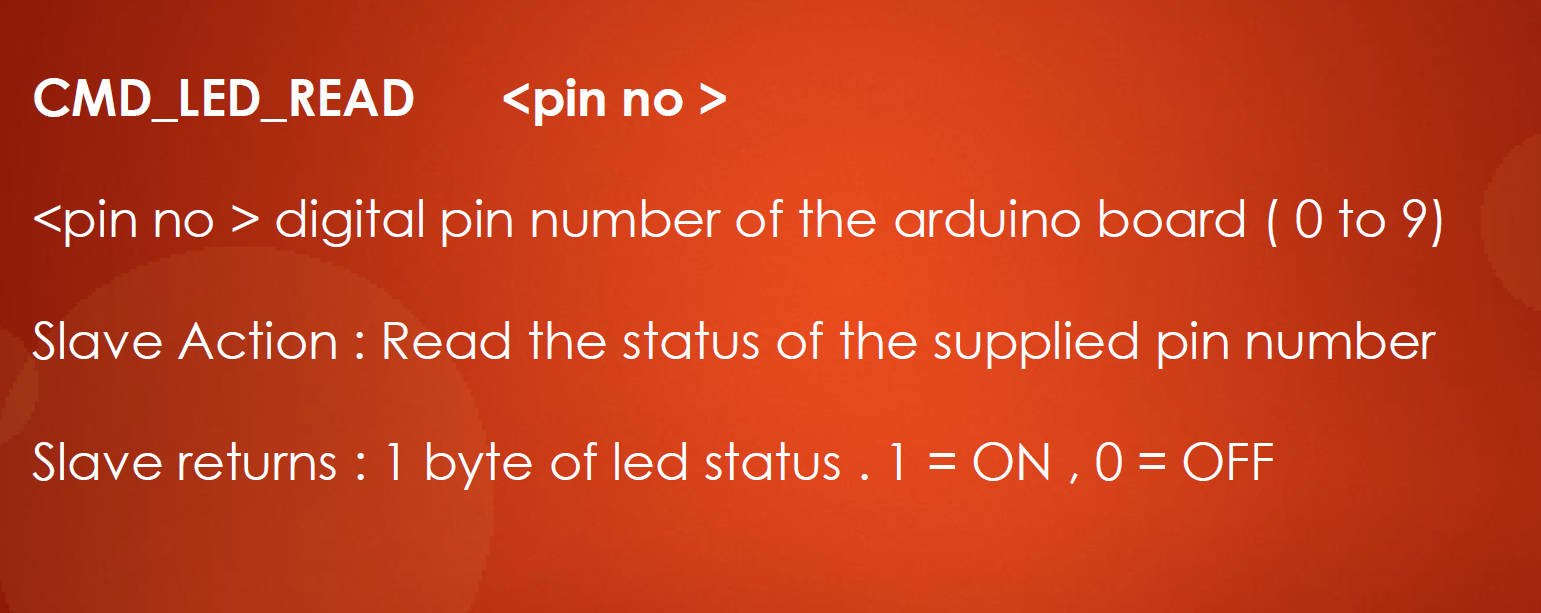 CMD_LED_READ <pin no >
<pin no > digital pin number of the arduino board ( 0 to 9)
Slave Action : Read the status of the supplied pin number
Slave returns : 1 byte of led status . 1 = ON , 0 = OFF